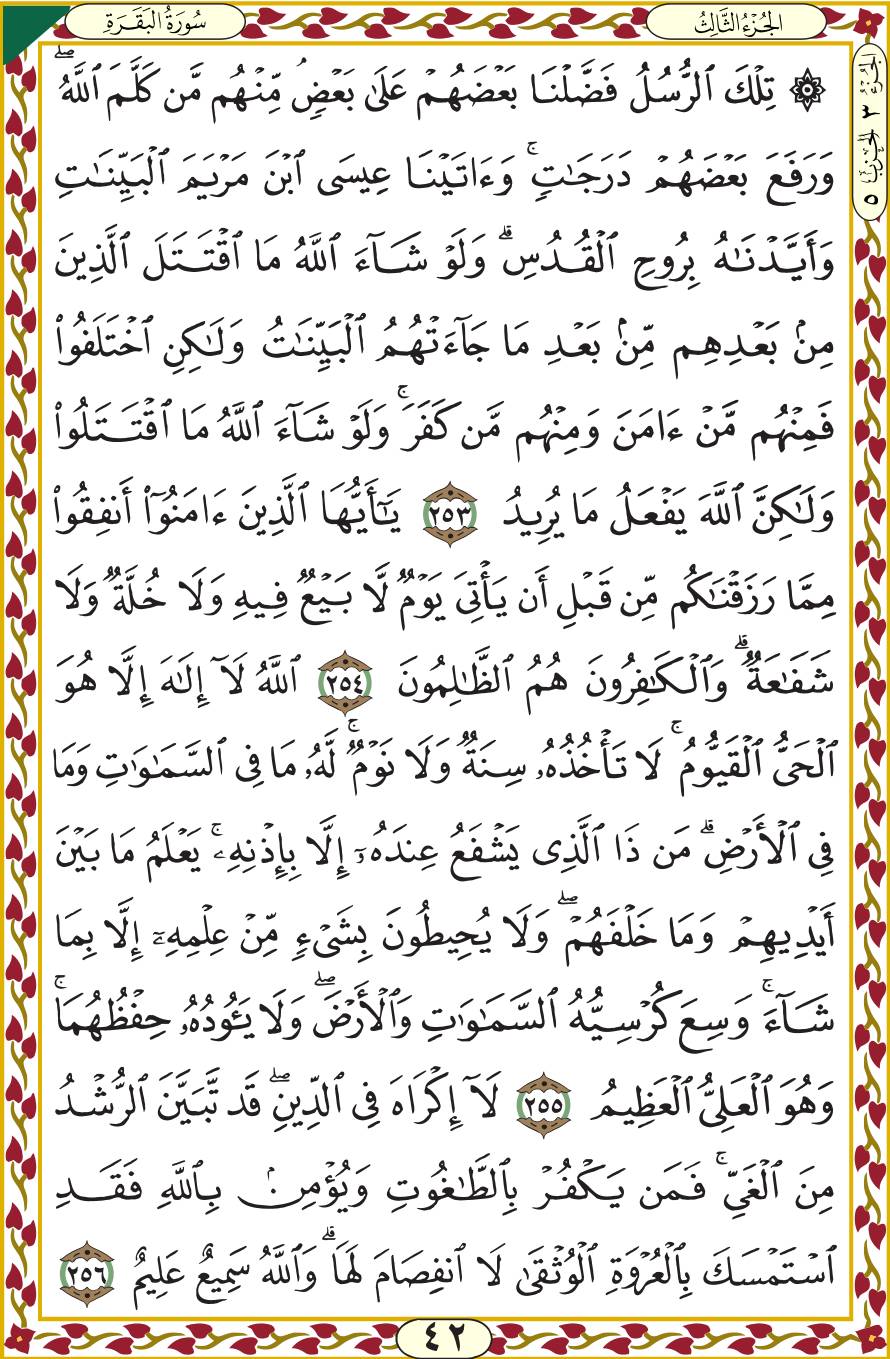 الجُزْءُ الثَّالِثُ
سُورَةُ البَقَرَةِ
الجُزْءُ ٣ الحِزْبُ ٥
۞ تِلْكَ ٱلرُّسُلُ فَضَّلْنَا بَعْضَهُمْ عَلَىٰ بَعْضٍۘ مِّنْهُم مَّن كَلَّمَ ٱللَّهُۖ
وَرَفَعَ بَعْضَهُمْ دَرَجَٰتٍۚ وَءَاتَيْنَا عِيسَى ٱبْنَ مَرْيَمَ ٱلْبَيِّنَٰتِ
وَأَيَّدْنَٰهُ بِرُوحِ ٱلْقُدُسِۗ وَلَوْ شَآءَ ٱللَّهُ مَا ٱقْتَتَلَ ٱلَّذِينَ
مِنۢ بَعْدِهِم مِّنۢ بَعْدِ مَا جَآءَتْهُمُ ٱلْبَيِّنَٰتُ وَلَٰكِنِ ٱخْتَلَفُوا۟
فَمِنْهُم مَّنْ ءَامَنَ وَمِنْهُم مَّن كَفَرَۚ وَلَوْ شَآءَ ٱللَّهُ مَا ٱقْتَتَلُوا۟
وَلَٰكِنَّ ٱللَّهَ يَفْعَلُ مَا يُرِيدُ ٢٥٣ يَٰٓأَيُّهَا ٱلَّذِينَ ءَامَنُوٓا۟ أَنفِقُوا۟
مِمَّا رَزَقْنَٰكُم مِّن قَبْلِ أَن يَأْتِىَ يَوْمٌ لَّا بَيْعٌ فِيهِ وَلَا خُلَّةٌ وَلَا
شَفَٰعَةٌۗ وَٱلْكَٰفِرُونَ هُمُ ٱلظَّٰلِمُونَ ٢٥٤ ٱللَّهُ لَآ إِلَٰهَ إِلَّا هُوَ
ٱلْحَىُّ ٱلْقَيُّومُۚ لَا تَأْخُذُهُۥ سِنَةٌ وَلَا نَوْمٌۚ لَّهُۥ مَا فِى ٱلسَّمَٰوَٰتِ وَمَا
فِى ٱلْأَرْضِۗ مَن ذَا ٱلَّذِى يَشْفَعُ عِندَهُۥٓ إِلَّا بِإِذْنِهِۦۚ يَعْلَمُ مَا بَيْنَ
أَيْدِيهِمْ وَمَا خَلْفَهُمْۖ وَلَا يُحِيطُونَ بِشَىْءٍ مِّنْ عِلْمِهِۦٓ إِلَّا بِمَا
شَآءَۚ وَسِعَ كُرْسِيُّهُ ٱلسَّمَٰوَٰتِ وَٱلْأَرْضَۖ وَلَا يَـُٔودُهُۥ حِفْظُهُمَاۚ
وَهُوَ ٱلْعَلِىُّ ٱلْعَظِيمُ ٢٥٥ لَآ إِكْرَاهَ فِى ٱلدِّينِۖ قَد تَّبَيَّنَ ٱلرُّشْدُ
مِنَ ٱلْغَىِّۚ فَمَن يَكْفُرْ بِٱلطَّٰغُوتِ وَيُؤْمِنۢ بِٱللَّهِ فَقَدِ
ٱسْتَمْسَكَ بِٱلْعُرْوَةِ ٱلْوُثْقَىٰ لَا ٱنفِصَامَ لَهَاۗ وَٱللَّهُ سَمِيعٌ عَلِيمٌ ٢٥٦
٤٢